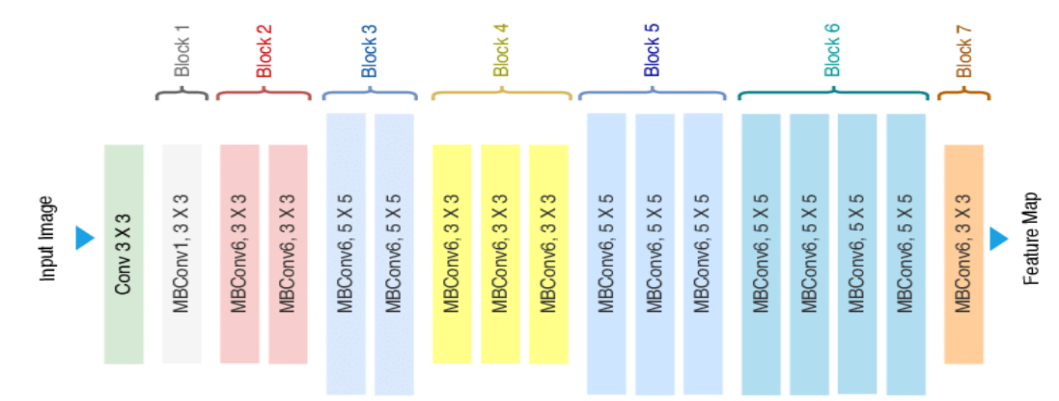 Input Image
Conv 3 X 3
Block 1
MBConv1, 3 X 3
Block 2
MBConv6, 3 X 3
MBConv6, 3 X 3
Block 3
MBConv6, 5 X 5
MBConv6, 5 X 5
Block 4
MBConv6, 3 X 3
MBConv6, 3 X 3
MBConv6, 3 X 3
Block 5
MBConv6, 5 X 5
MBConv6, 5 X 5
MBConv6, 5 X 5
Block 6
MBConv6, 5 X 5
MBConv6, 5 X 5
MBConv6, 5 X 5
MBConv6, 5 X 5
Block 7
MBConv6, 3 X 3
Feature Map